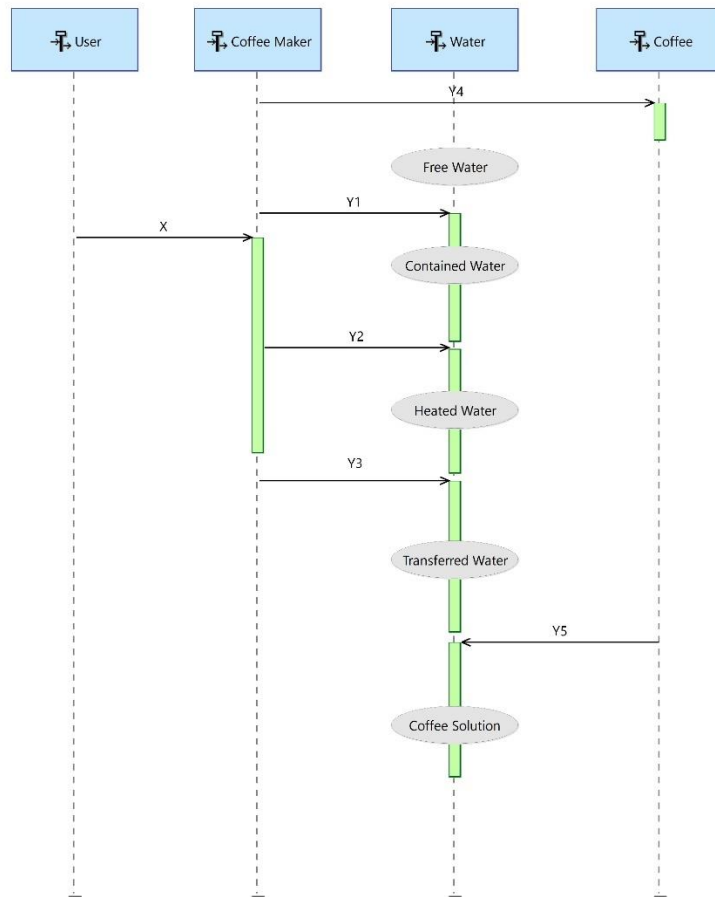 User
Coffee Maker
Water
Coffee
Y4
Free Water
Y1
X
Contained Water
Y2
Heated Water
Y3
Transferred Water
Y5
Coffee Solution